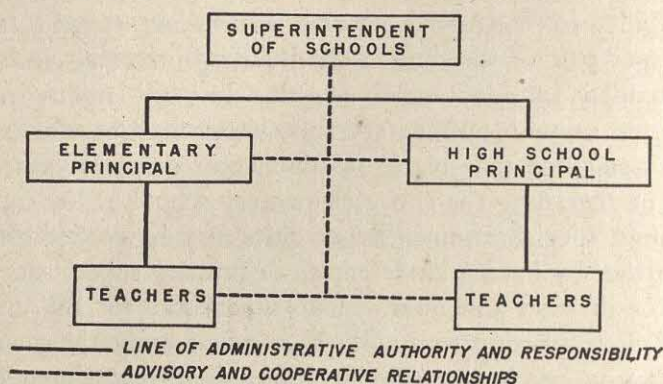 SUPERINTENDENT
OF SCHOOLS
ELEMENTARY
PRINCIPAL
HIGH SCHOOL
PRINCIPAL
TEACHERS
TEACHERS
LINE OF ADMINISTRATIVE AUTHORITY AND RESPONSIBILITY
ADVISORY AND COOPERATIVE RELATIONSHIPS